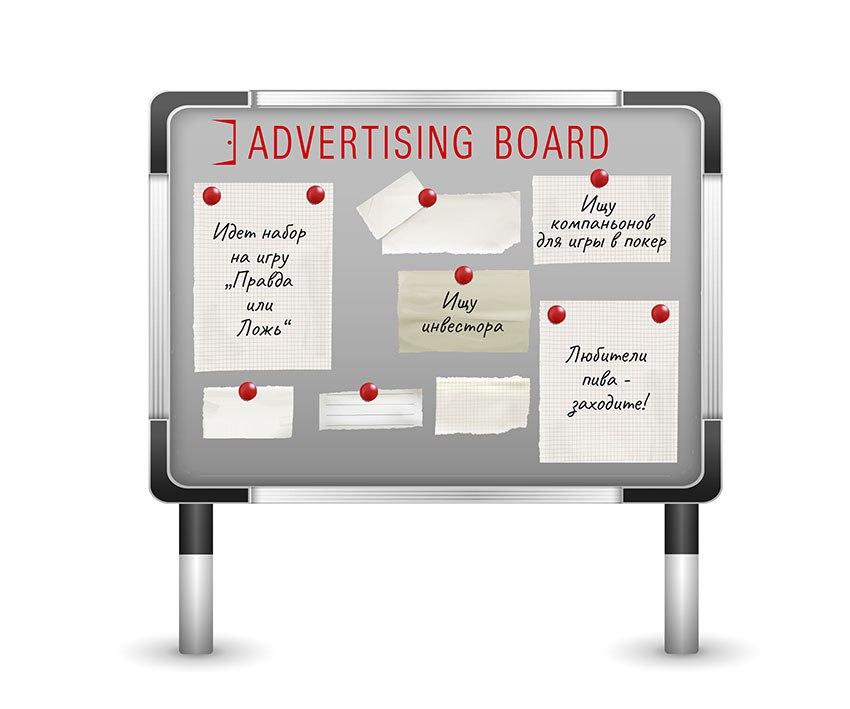 ADVERTISING BOARD
Идет набор
на игру
„Правда
или
Ложь“
Ищу
компаньонов
для игры в покер
Ищу
инвестора
Любители
пива -
заходите!